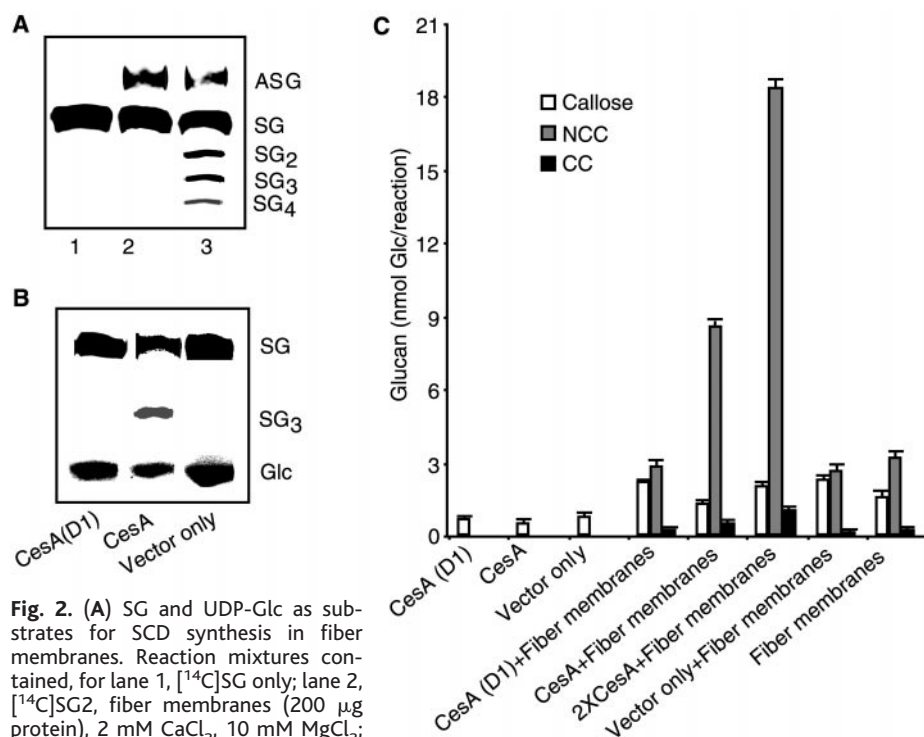 A
ASG
SG
SG2
SG3
SG4
1 2 3
B
SG
SG3
Glc
CesA(D1)
CesA
Vector only
C
Glucan (nmol Glc/reaction)
21
18
15
12
9
6
3
0
Callose
NCC
CC
CesA (D1)
CesA
Vector only
CesA (D1)+Fiber membranes
CesA+Fiber membranes
2XCesA+Fiber membranes
Vector only+Fiber membranes
Fiber membranes
Fig. 2. (A) SG and UDP-Glc as sub-
strates for SCD synthesis in fiber
membranes. Reaction mixtures con-
tained, for lane 1, [14C]SG only; lane 2,
[14C]SG2, fiber membranes (200 μg
protein), 2 mM CaCl2, 10 mM MgCl2;